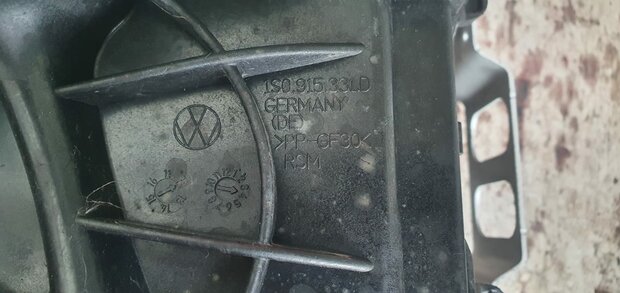 1S0.915.331.D
GERMANY
(DE)
>PP-GF30<
RSM